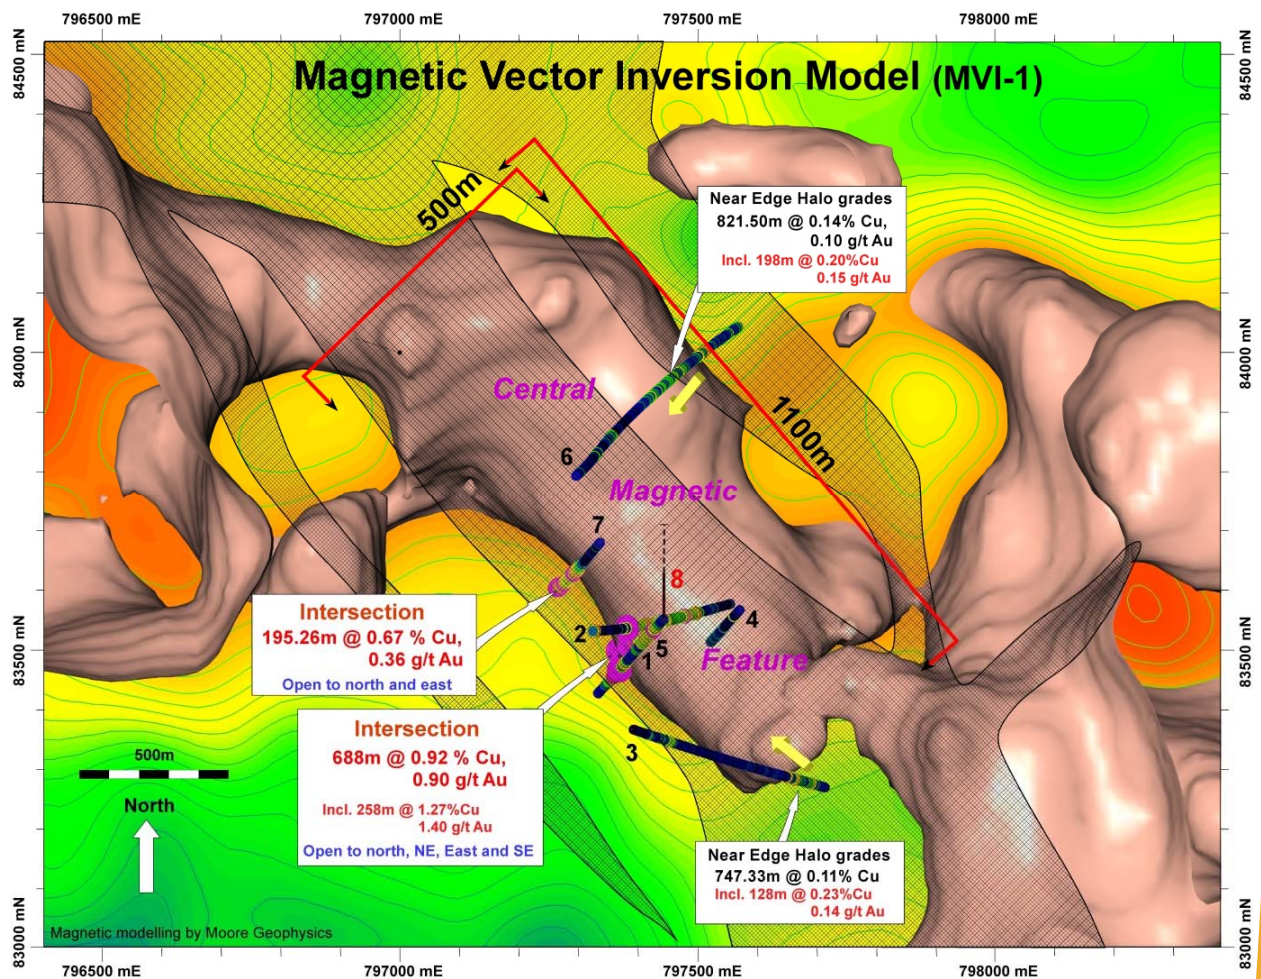 796500 mE
797000 mE
797500 mE
798000 mE
84500 mN
84500 mN
Magnetic Vector Inversion Model (MVI-1)
500m
Near Edge Halo grades
821.50m @ 0.14% Cu,
0.10 g/t Au
Incl. 198m @ 0.20%Cu
0.15 g/t Au
84000 mN
84000 mN
Central
1100m
6
Magnetic
7
8
Intersection
195.26m @ 0.67 % Cu,
0.36 g/t Au
Open to north and east
2
4
1
5
Feature
83500 mN
83500 mN
Intersection
688m @ 0.92 % Cu,
0.90 g/t Au
Incl. 258m @ 1.27%Cu
1.40 g/t Au
Open to north, NE, East and SE
3
500m
North
Near Edge Halo grades
747.33m @ 0.11% Cu
Incl. 128m @ 0.23%Cu
0.14 g/t Au
Magnetic modelling by Moore Geophysics
83000 mN
83000 mN
796500 mE
797000 mE
797500 mE
798000 mE